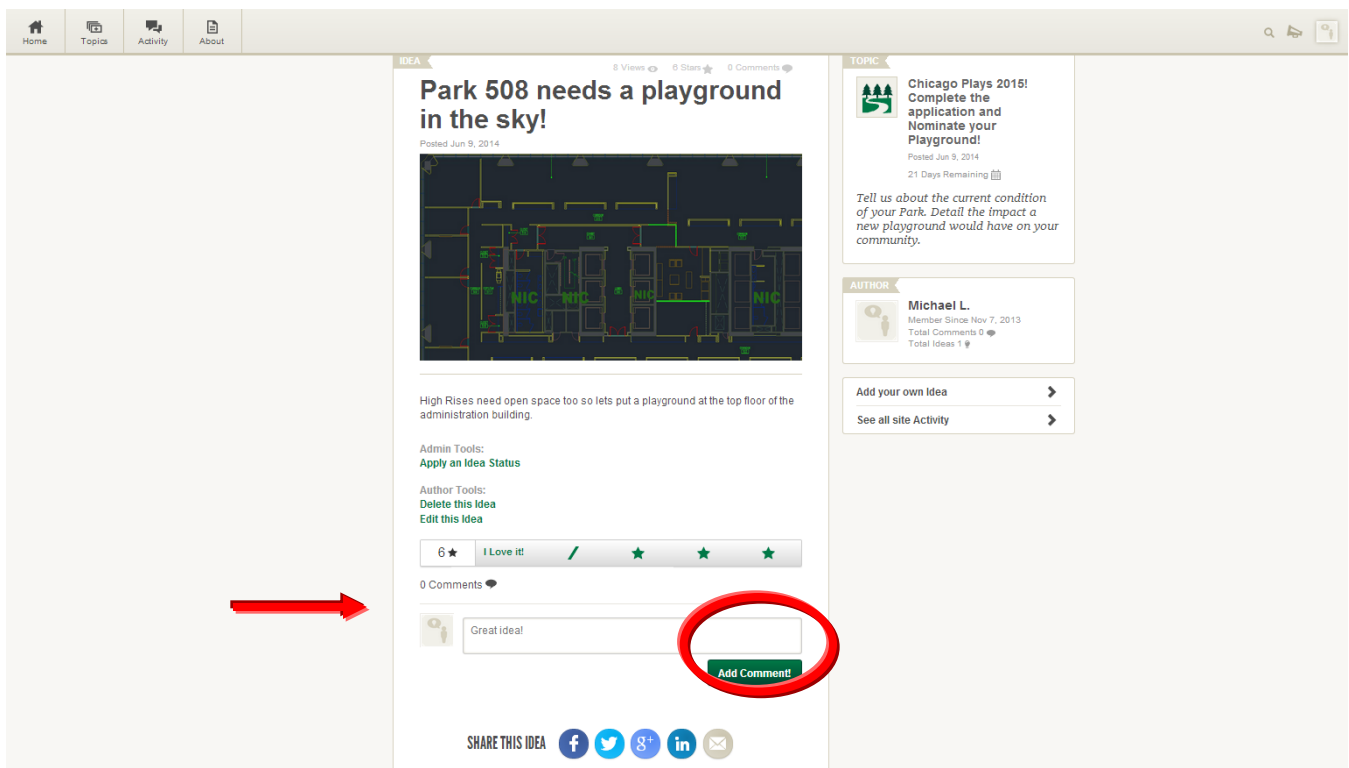 Home
Topics
Activity
About
IDEA
8 Views
6 Stars
0 Comments
Park 508 needs a playground
in the sky!
Posted Jun 9, 2014
NIC
NIC
NIC
NIC
High Rises need open space too so lets put a playground at the top floor of the
administration building.
Admin Tools:
Apply an Idea Status
Author Tools:
Delete this Idea
Edit this Idea
6
I Love it!
0 Comments
Great idea!
Add Comment!
SHARE THIS IDEA
TOPIC
Chicago Plays 2015!
Complete the
application and
Nominate your
Playground!
Posted Jun 9, 2014
21 Days Remaining
Tell us about the current condition
of your Park. Detail the impact a
new playground would have on your
community.
AUTHOR
Michael L.
Member Since Nov 7, 2013
Total Comments 0
Total Ideas 1
Add your own Idea
See all site Activity